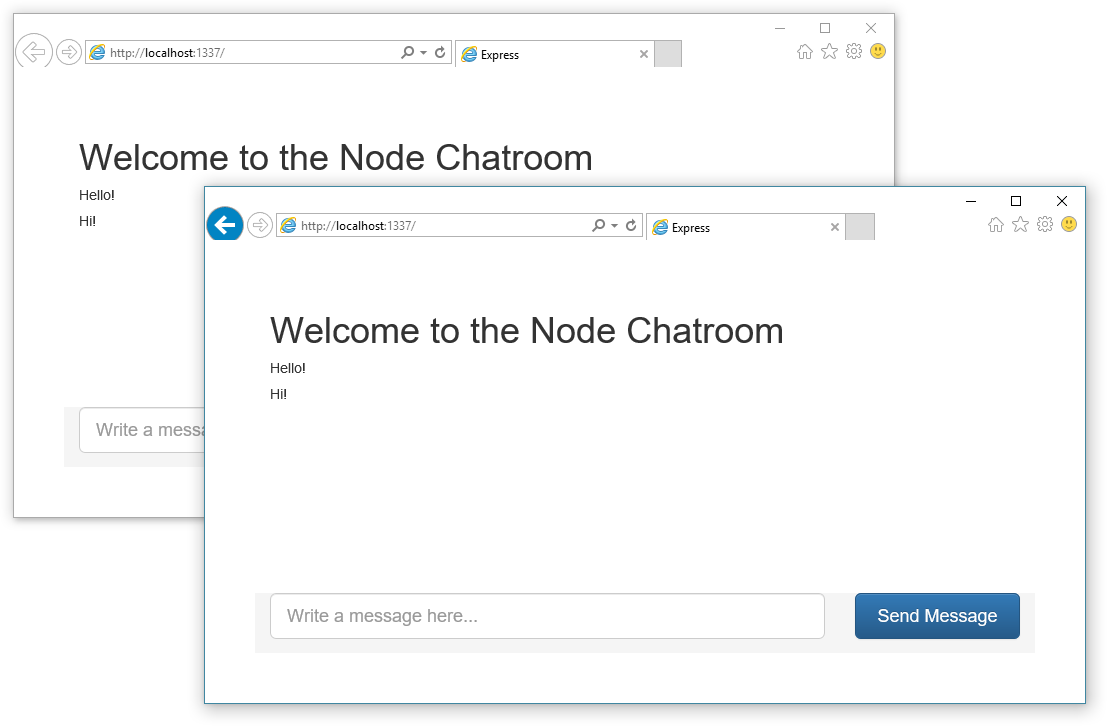 http://localhost:1337/
Express
Welcome to the Node Chatroom
Hello!
Hi!
Write a messa
http://localhost:1337/
Express
Welcome to the Node Chatroom
Hello!
Hi!
Write a message here...
Send Message